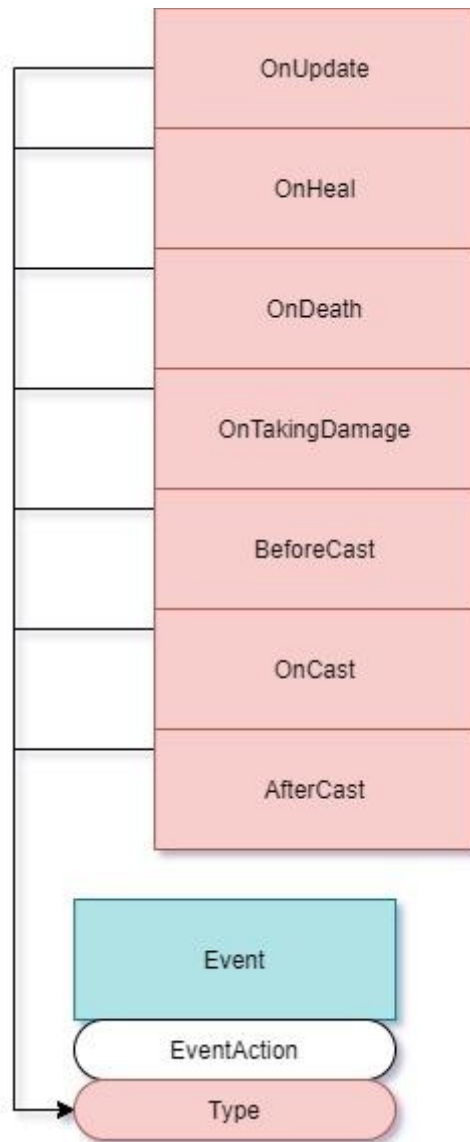 OnUpdate
OnHeal
OnDeath
OnTakingDamage
BeforeCast
OnCast
AfterCast
Event
EventAction
Type